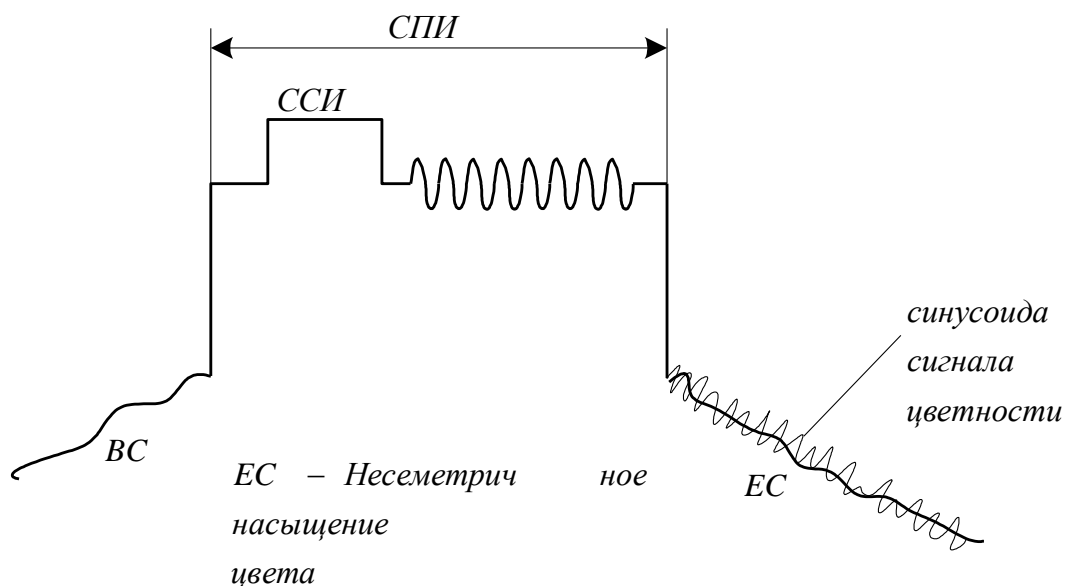 СПИ
ССИ
синусоида
сигнала
цветности
ВС
ЕС – Несеметрич ное
насыщение
цвета
ЕС